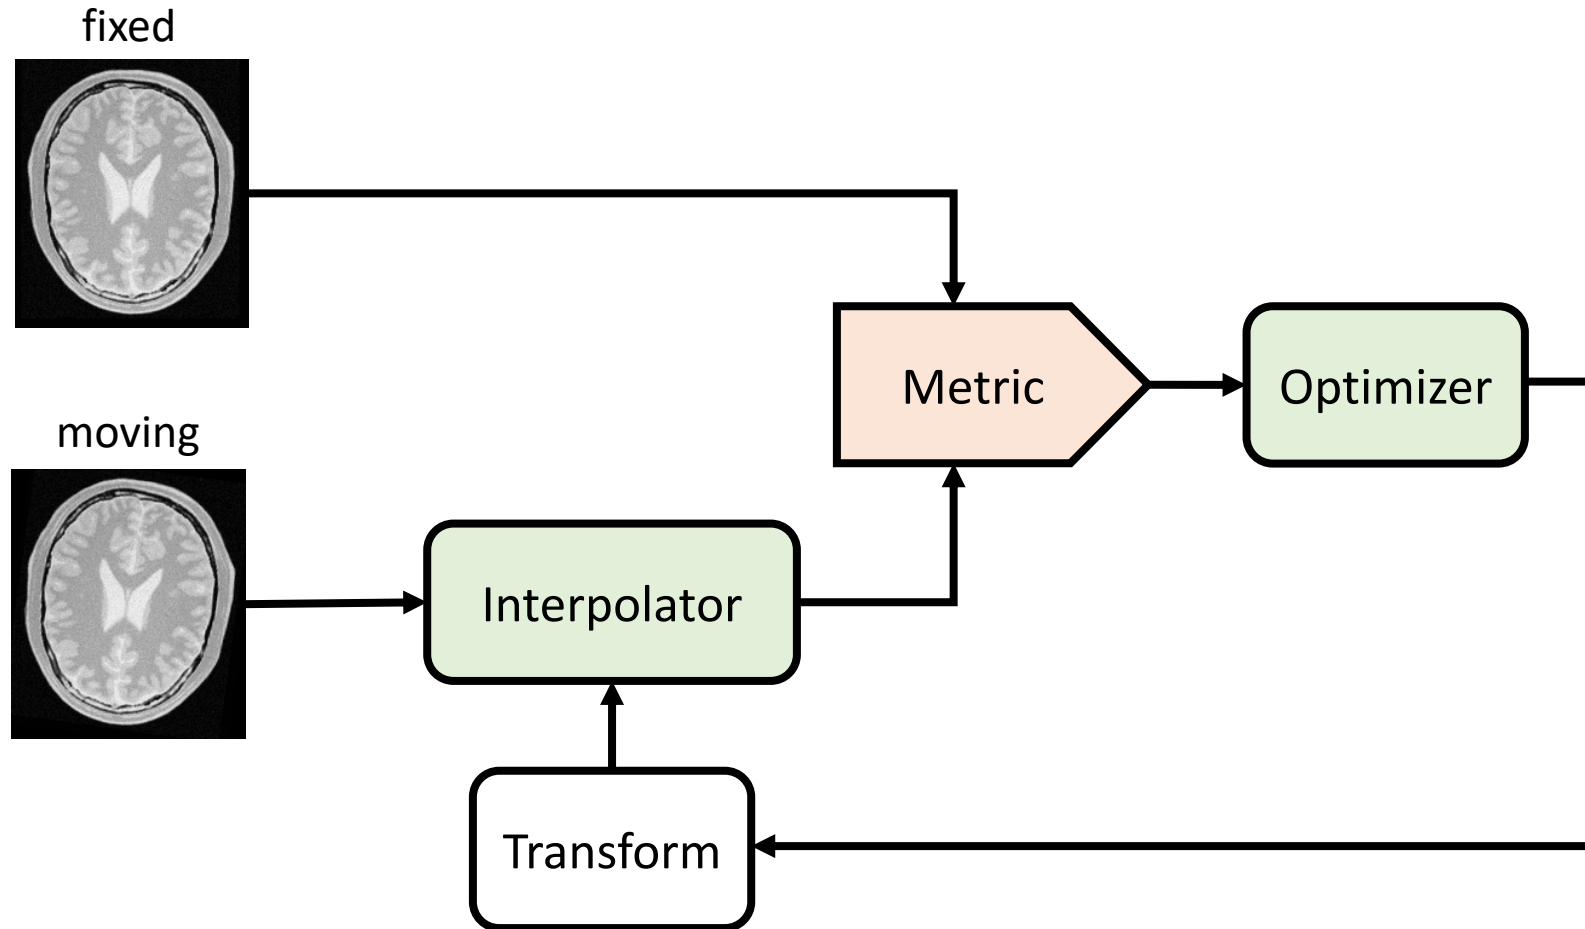 fixed
Metric
Optimizer
moving
Interpolator
Transform